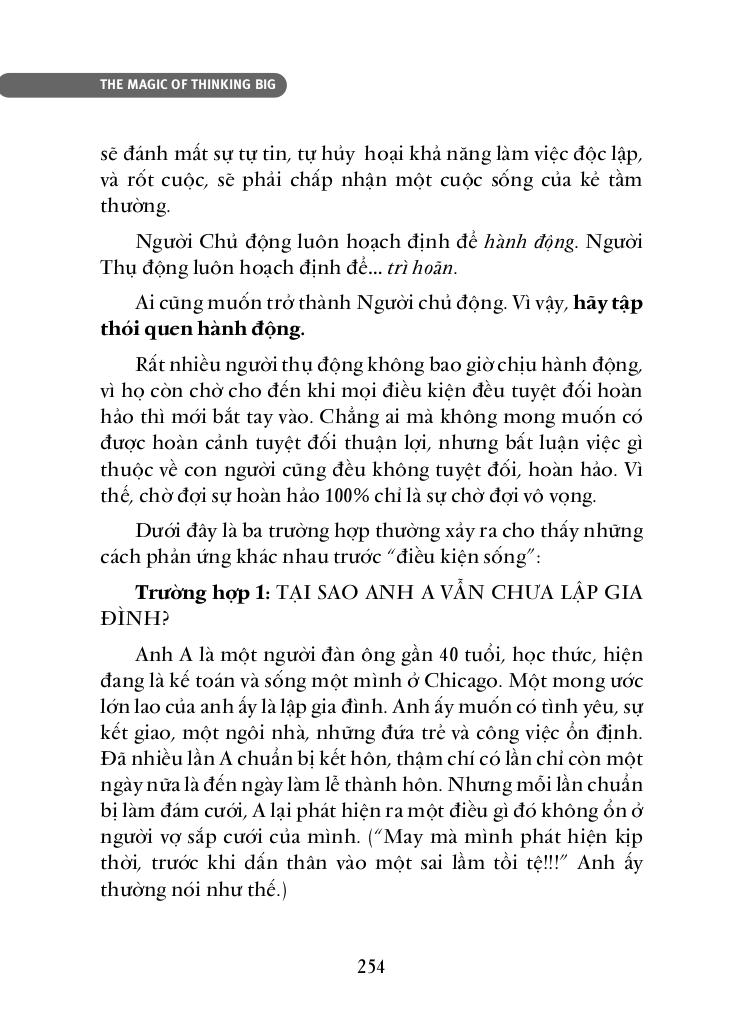 THE MAGIC OF THINKING BIG
sẽ đánh mất sự tự tin, tự hủy hoại khả năng làm việc độc lập,
và rốt cuộc, sẽ phải chấp nhận một cuộc sống của kẻ tầm
thường.
Người Chủ động luôn hoạch định để hành động. Người
Thụ động luôn hoạch định để... trì hoãn.
Ai cũng muốn trở thành Người chủ động. Vì vậy, hãy tập
thói quen hành động.
Rất nhiều người thụ động không bao giờ chịu hành động,
vì họ còn chờ cho đến khi mọi điều kiện đều tuyệt đối hoàn
hảo thì mới bắt tay vào. Chẳng ai mà không mong muốn có
được hoàn cảnh tuyệt đối thuận lợi, nhưng bất luận việc gì
thuộc về con người cũng đều không tuyệt đối, hoàn hảo. Vì
thế, chờ đợi sự hoàn hảo 100% chỉ là sự chờ đợi vô vọng.
Dưới đây là ba trường hợp thường xảy ra cho thấy những
cách phản ứng khác nhau trước “điều kiện sống”:
Trường hợp 1: TẠI SAO ANH A VẪN CHƯA LẬP GIA
ĐÌNH?
Anh A là một người đàn ông gần 40 tuổi, học thức, hiện
đang là kế toán và sống một mình ở Chicago. Một mong ước
lớn lao của anh ấy là lập gia đình. Anh ấy muốn có tình yêu, sự
kết giao, một ngôi nhà, những đứa trẻ và công việc ổn định.
Đã nhiều lần A chuẩn bị kết hôn, thậm chí có lần chỉ còn một
ngày nữa là đến ngày làm lễ thành hôn. Nhưng mỗi lần chuẩn
bị làm đám cưới, A lại phát hiện ra một điều gì đó không ổn ở
người vợ sắp cưới của mình. (“May mà mình phát hiện kịp
thời, trước khi dấn thân vào một sai lầm tồi tệ!!!” Anh ấy
thường nói như thế.)
254